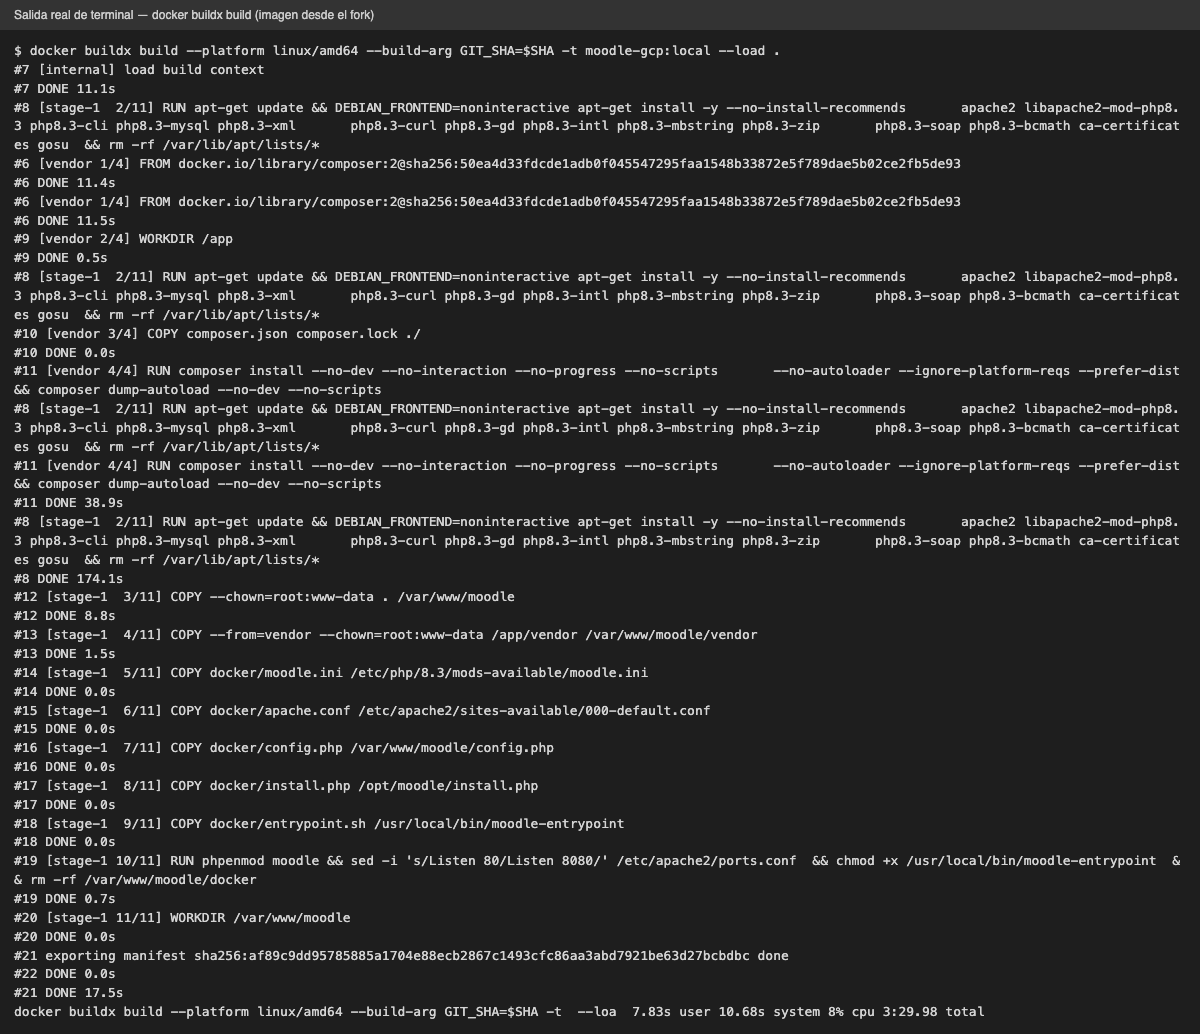 Salida real de terminal — docker buildx build (imagen desde el fork)
$ docker buildx build --platform linux/amd64 --build-arg GIT_SHA=$SHA -t moodle-gcp:local --load .
#7 [internal] load build context
#7 DONE 11.1s
#8 [stage-1  2/11] RUN apt-get update && DEBIAN_FRONTEND=noninteractive apt-get install -y --no-install-recommends       apache2 libapache2-mod-php8.
3 php8.3-cli php8.3-mysql php8.3-xml       php8.3-curl php8.3-gd php8.3-intl php8.3-mbstring php8.3-zip       php8.3-soap php8.3-bcmath ca-certificat
es gosu  && rm -rf /var/lib/apt/lists/*
#6 [vendor 1/4] FROM docker.io/library/composer:2@sha256:50ea4d33fdcde1adb0f045547295faa1548b33872e5f789dae5b02ce2fb5de93
#6 DONE 11.4s
#6 [vendor 1/4] FROM docker.io/library/composer:2@sha256:50ea4d33fdcde1adb0f045547295faa1548b33872e5f789dae5b02ce2fb5de93
#6 DONE 11.5s
#9 [vendor 2/4] WORKDIR /app
#9 DONE 0.5s
#8 [stage-1  2/11] RUN apt-get update && DEBIAN_FRONTEND=noninteractive apt-get install -y --no-install-recommends       apache2 libapache2-mod-php8.
3 php8.3-cli php8.3-mysql php8.3-xml       php8.3-curl php8.3-gd php8.3-intl php8.3-mbstring php8.3-zip       php8.3-soap php8.3-bcmath ca-certificat
es gosu  && rm -rf /var/lib/apt/lists/*
#10 [vendor 3/4] COPY composer.json composer.lock ./
#10 DONE 0.0s
#11 [vendor 4/4] RUN composer install --no-dev --no-interaction --no-progress --no-scripts       --no-autoloader --ignore-platform-reqs --prefer-dist
&& composer dump-autoload --no-dev --no-scripts
#8 [stage-1  2/11] RUN apt-get update && DEBIAN_FRONTEND=noninteractive apt-get install -y --no-install-recommends       apache2 libapache2-mod-php8.
3 php8.3-cli php8.3-mysql php8.3-xml       php8.3-curl php8.3-gd php8.3-intl php8.3-mbstring php8.3-zip       php8.3-soap php8.3-bcmath ca-certificat
es gosu  && rm -rf /var/lib/apt/lists/*
#11 [vendor 4/4] RUN composer install --no-dev --no-interaction --no-progress --no-scripts       --no-autoloader --ignore-platform-reqs --prefer-dist
&& composer dump-autoload --no-dev --no-scripts
#11 DONE 38.9s
#8 [stage-1  2/11] RUN apt-get update && DEBIAN_FRONTEND=noninteractive apt-get install -y --no-install-recommends       apache2 libapache2-mod-php8.
3 php8.3-cli php8.3-mysql php8.3-xml       php8.3-curl php8.3-gd php8.3-intl php8.3-mbstring php8.3-zip       php8.3-soap php8.3-bcmath ca-certificat
es gosu  && rm -rf /var/lib/apt/lists/*
#8 DONE 174.1s
#12 [stage-1  3/11] COPY --chown=root:www-data . /var/www/moodle
#12 DONE 8.8s
#13 [stage-1  4/11] COPY --from=vendor --chown=root:www-data /app/vendor /var/www/moodle/vendor
#13 DONE 1.5s
#14 [stage-1  5/11] COPY docker/moodle.ini /etc/php/8.3/mods-available/moodle.ini
#14 DONE 0.0s
#15 [stage-1  6/11] COPY docker/apache.conf /etc/apache2/sites-available/000-default.conf
#15 DONE 0.0s
#16 [stage-1  7/11] COPY docker/config.php /var/www/moodle/config.php
#16 DONE 0.0s
#17 [stage-1  8/11] COPY docker/install.php /opt/moodle/install.php
#17 DONE 0.0s
#18 [stage-1  9/11] COPY docker/entrypoint.sh /usr/local/bin/moodle-entrypoint
#18 DONE 0.0s
#19 [stage-1 10/11] RUN phpenmod moodle && sed -i 's/Listen 80/Listen 8080/' /etc/apache2/ports.conf  && chmod +x /usr/local/bin/moodle-entrypoint  &
& rm -rf /var/www/moodle/docker
#19 DONE 0.7s
#20 [stage-1 11/11] WORKDIR /var/www/moodle
#20 DONE 0.0s
#21 exporting manifest sha256:af89c9dd95785885a1704e88ecb2867c1493cfc86aa3abd7921be63d27bcbdbc done
#22 DONE 0.0s
#21 DONE 17.5s
docker buildx build --platform linux/amd64 --build-arg GIT_SHA=$SHA -t  --loa  7.83s user 10.68s system 8% cpu 3:29.98 total